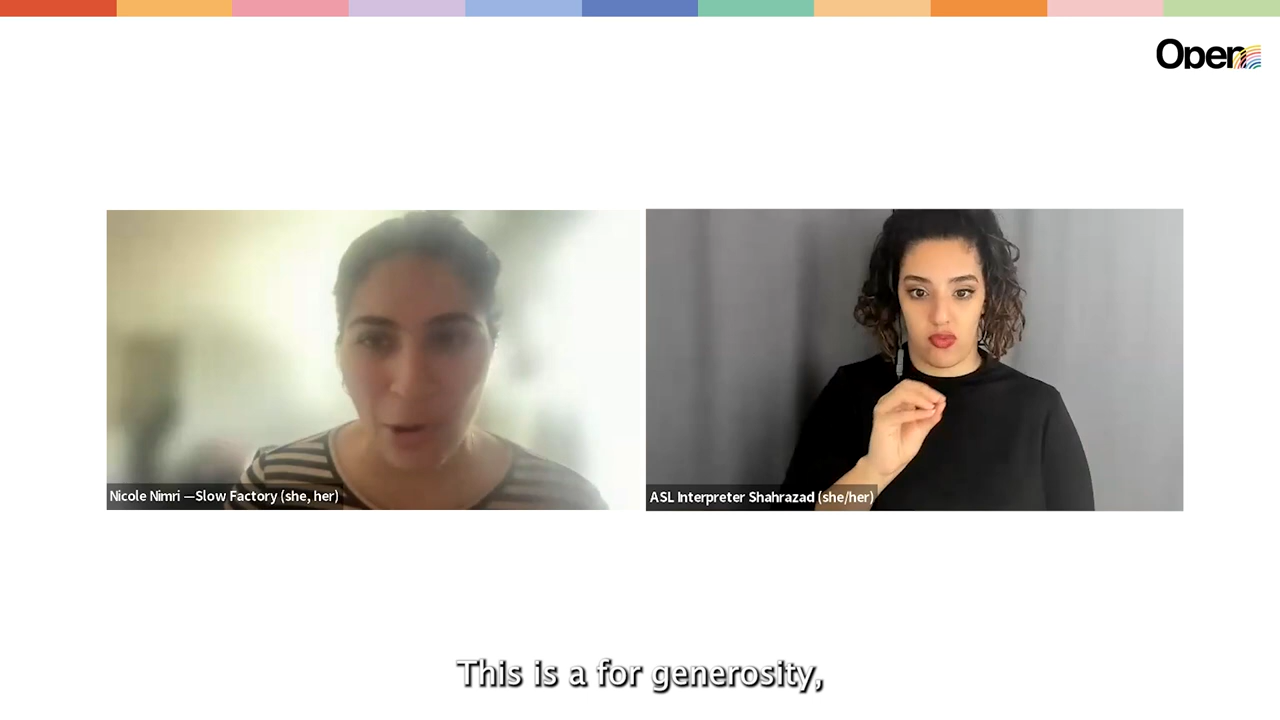 Open
Nicole Nimri —Slow Factory (she, her)
ASL Interpreter Shahrazad (she/her)
This is a for generosity,